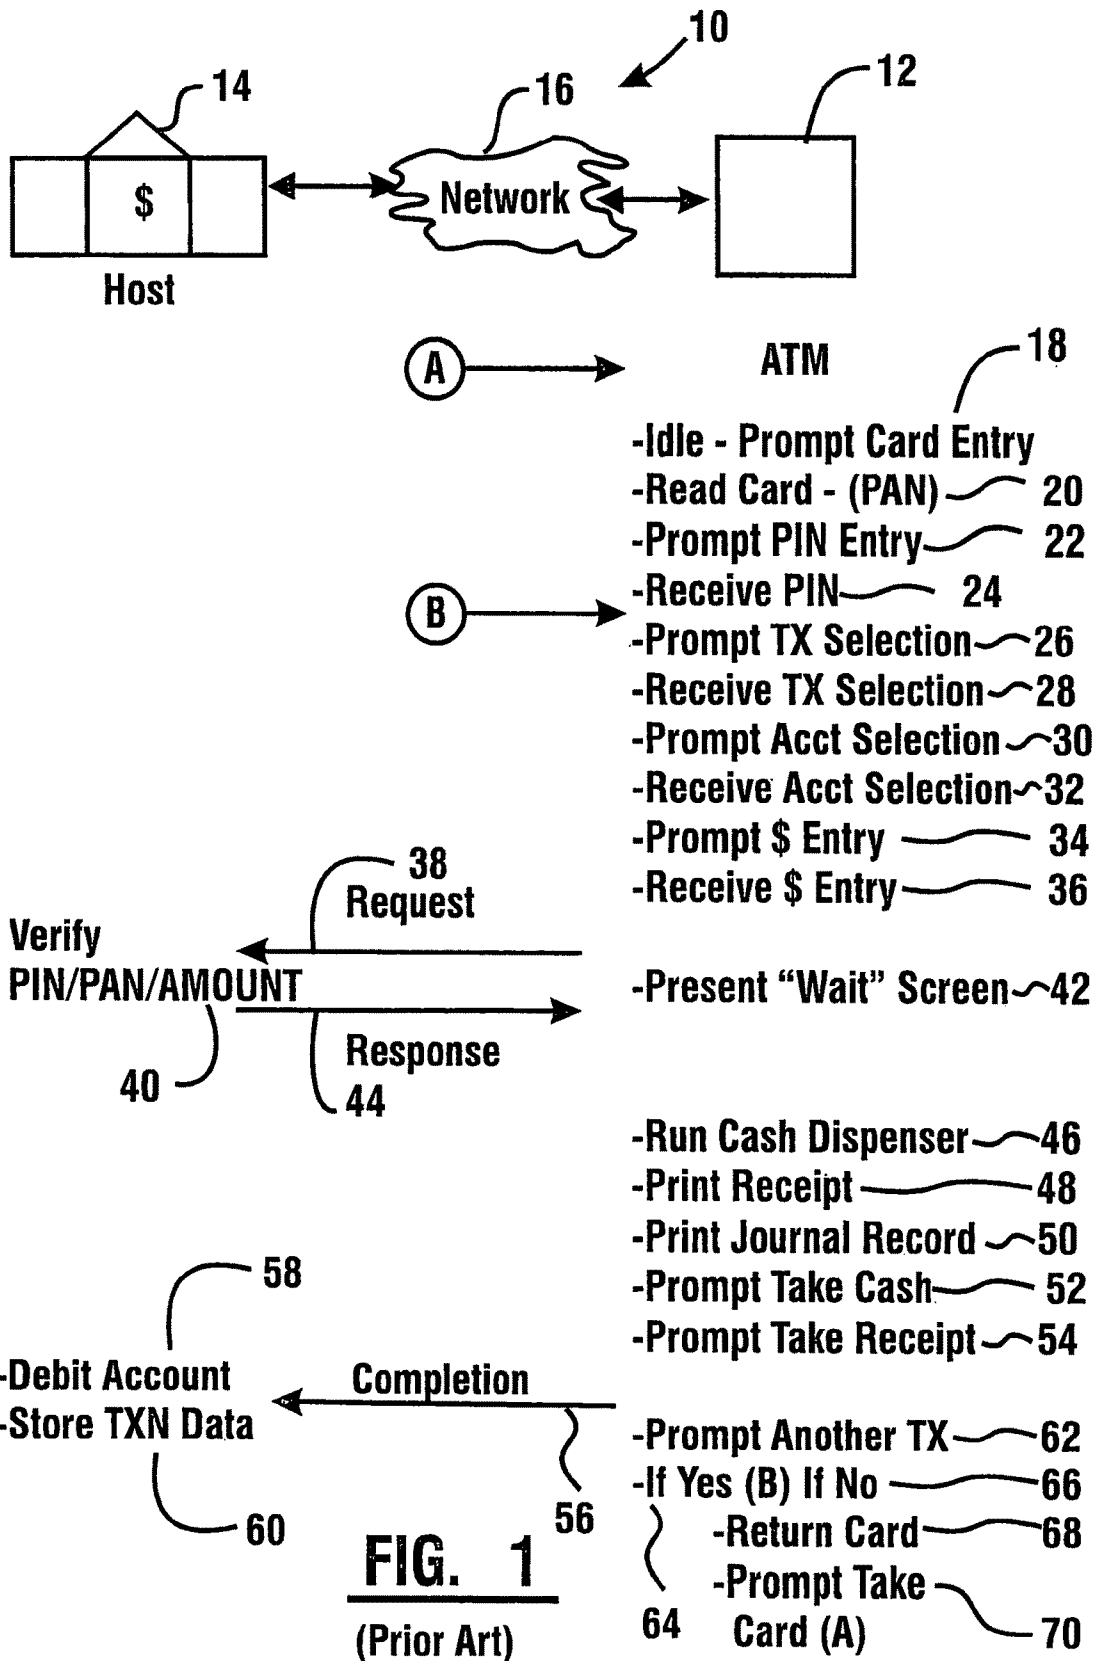 10
14
16
12
$
Network
Host
A
ATM
18
-Idle - Prompt Card Entry
-Read Card - (PAN) 20
-Prompt PIN Entry 22
-Receive PIN 24
B
-Prompt TX Selection 26
-Receive TX Selection 28
-Prompt Acct Selection 30
-Receive Acct Selection 32
-Prompt $ Entry 34
-Receive $ Entry 36
38
Request
Verify
PIN/PAN/AMOUNT
-Present “Wait” Screen 42
Response
40
44
-Run Cash Dispenser 46
-Print Receipt 48
-Print Journal Record 50
-Prompt Take Cash 52
-Prompt Take Receipt 54
58
-Debit Account
-Store TXN Data
Completion
-Prompt Another TX 62
-If Yes (B) If No 66
56
60
-Return Card 68
-Prompt Take
Card (A) 70
64
FIG. 1
(Prior Art)